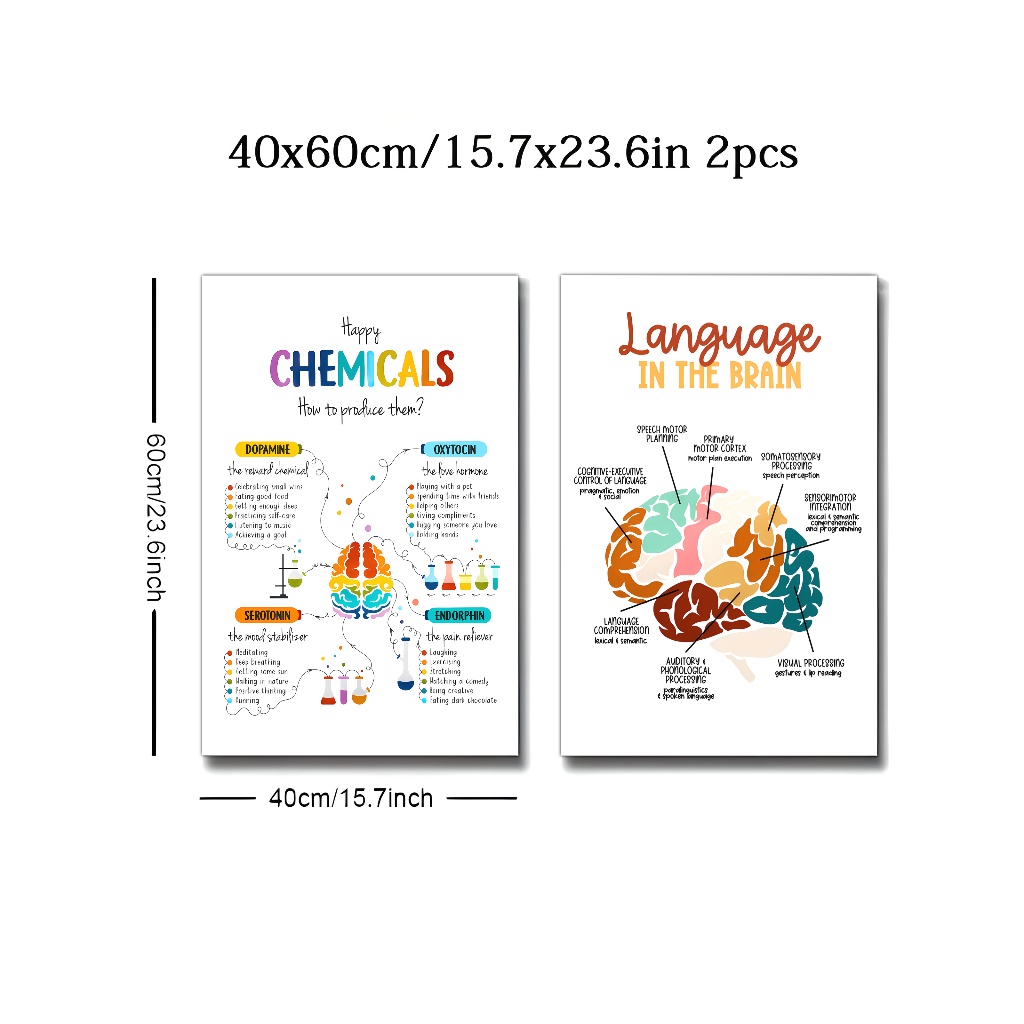 40x60cm/15.7x23.6in 2pcs
60cm/23.6inch
40cm/15.7inch
Happy
CHEMICALS
How to produce them?
DOPAMINE
the reward chemical
Celebrating small wins
Eating good food
Getting enough sleep
Practicing self-care
Listening to music
Achieving a goal
OXYTOCIN
the love hormone
Playing with a pet
Spending time with friends
Helping others
Giving compliments
Hugging someone you love
Holding hands
SEROTONIN
the mood stabilizer
Meditating
Deep breathing
Getting some sun
Walking in nature
Positive thinking
Running
ENDORPHIN
the pain reliever
Laughing
Exercising
Stretching
Watching a comedy
Being creative
Eating dark chocolate
Language
IN THE BRAIN
SPEECH MOTOR
PLANNING
PRIMARY
MOTOR CORTEX
motor plan execution
SOMATOSENSORY
PROCESSING
speech perception
COGNITIVE-EXECUTIVE
CONTROL OF LANGUAGE
pragmatic, emotion
& social
SENSORIMOTOR
INTEGRATION
lexical & semantic
comprehension
and programming
LANGUAGE
COMPREHENSION
lexical & semantic
AUDITORY &
PHONOLOGICAL
PROCESSING
paralinguistics
& spoken language
VISUAL PROCESSING
gestures & lip reading